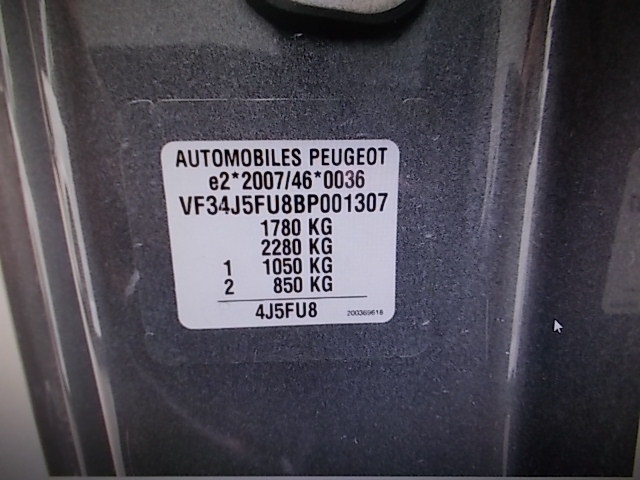 AUTOMOBILES PEUGEOT
e2*2007/46*0036
VF34J5FU8BP001307
1780 KG
2280 KG
1 1050 KG
2 850 KG
4J5FU8 200369616